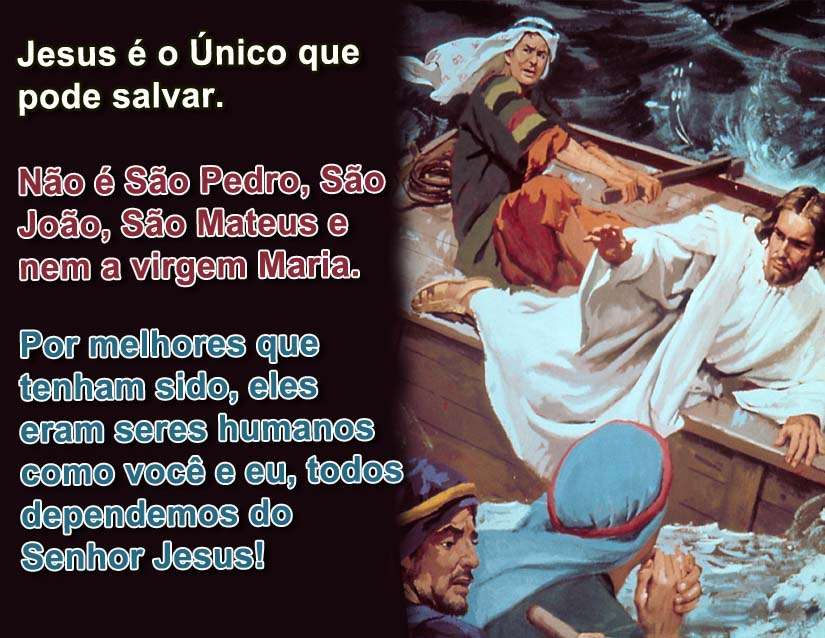 Jesus é o Único que
pode salvar.
Não é São Pedro, São
João, São Mateus e
nem a virgem Maria.
Por melhores que
tenham sido, eles
eram seres humanos
como você e eu, todos
dependemos do
Senhor Jesus!